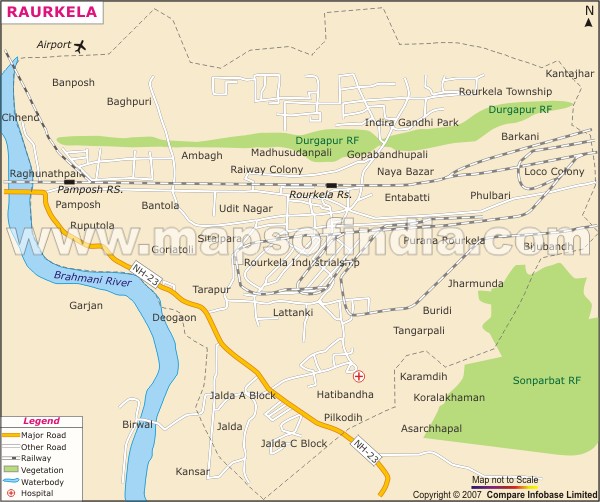 RAURKELA
N
Airport
Kantajhar
Banposh
Rourkela Township
Baghpuri
Durgapur RF
Chhend
Indira Gandhi Park
Barkani
Durgapur RF
Ambagh
Madhusudanpali
Gopabandhupali
Raghunathpali
Raiway Colony
Naya Bazar
Loco Colony
Pamposh RS.
Rourkela Rs.
Entabatti
Phulbari
Pamposh
Bantola
Udit Nagar
Ruputola
Sitalpara
Purana Rourkela
www.mapsofindia.com
Goriatoli
Bijubandh
Rourkela Industrialship
NH-23
Brahmani River
Tarapur
Jharmunda
Garjan
Deogaon
Lattanki
Buridi
Tangarpali
Karamdih
Sonparbat RF
Jalda A Block
Hatibandha
Koralakhaman
Pilkodih
Birwal
Jalda
Asarchhapal
Jalda C Block
NH-23
Kansar
Legend
Major Road
Other Road
Railway
Vegetation
Waterbody
Hospital
Map not to Scale
Copyright © 2007 Compare Infobase Limited